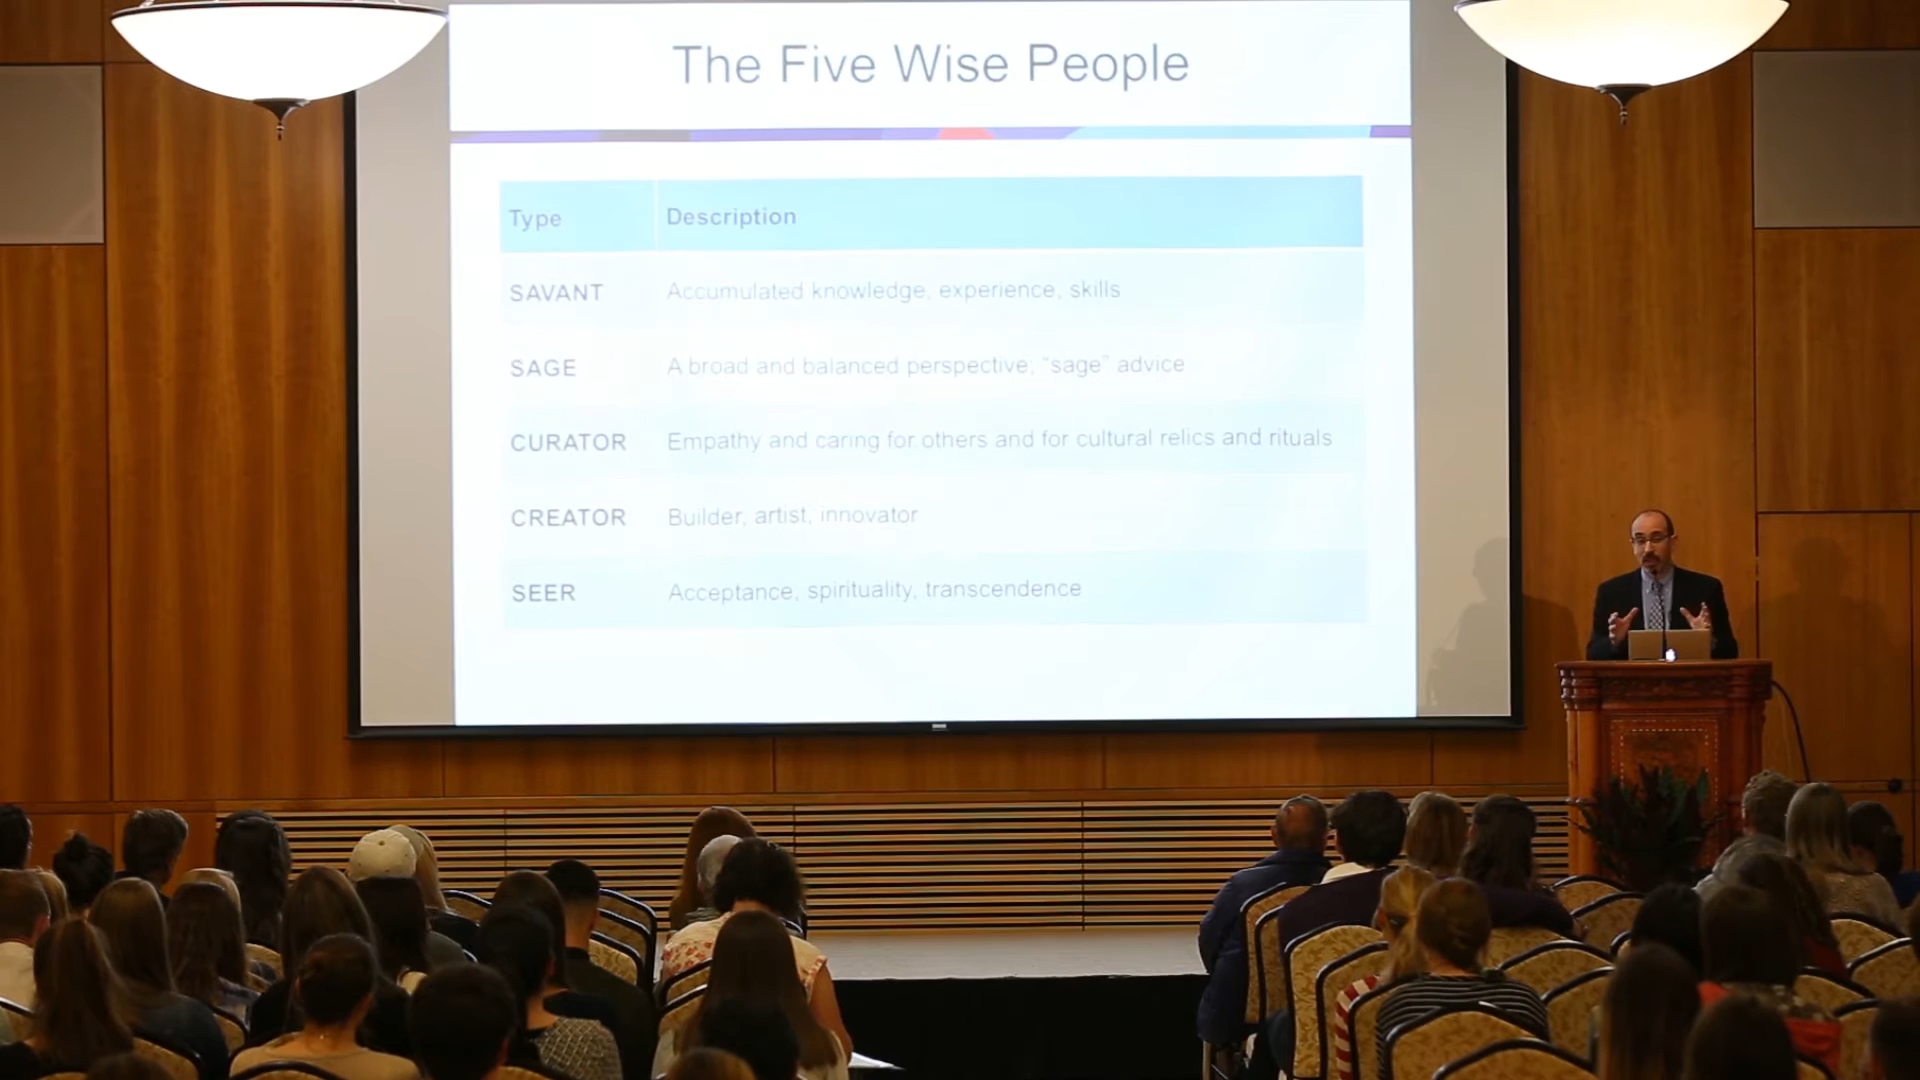 The Five Wise People
Type Description
SAVANT Accumulated knowledge, experience, skills
SAGE A broad and balanced perspective; “sage” advice
CURATOR Empathy and caring for others and for cultural relics and rituals
CREATOR Builder, artist, innovator
SEER Acceptance, spirituality, transcendence